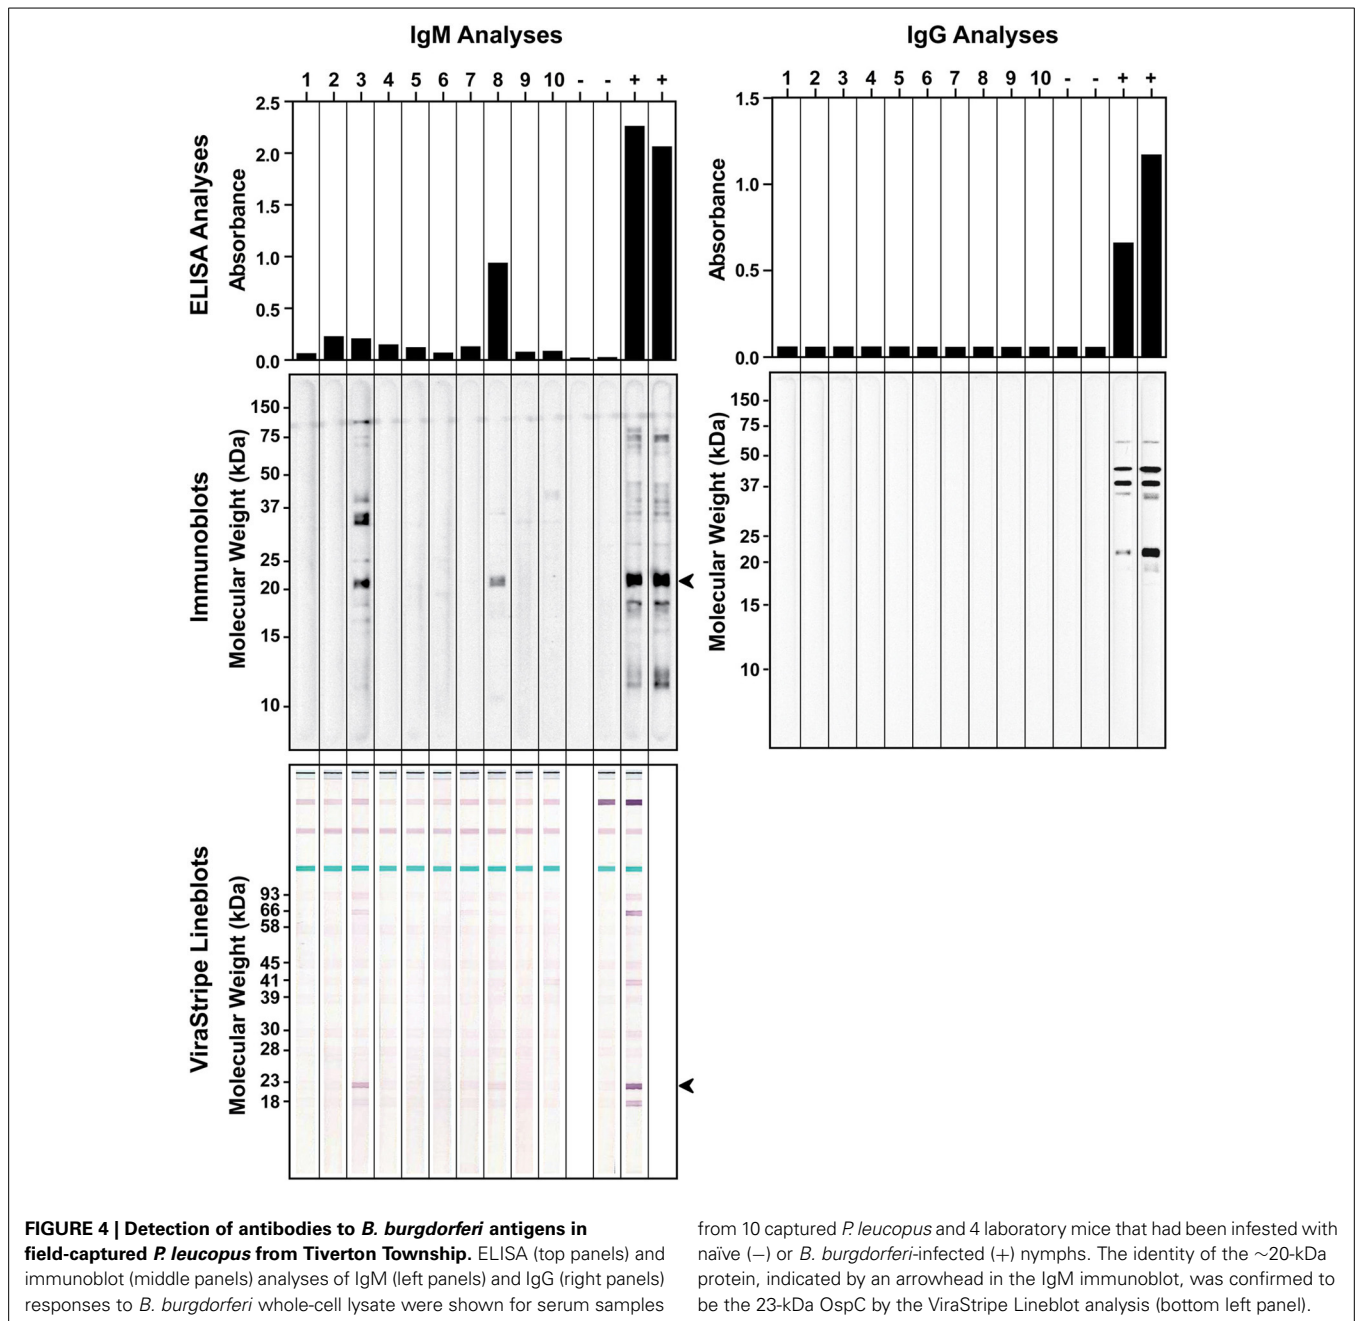 IgM Analyses
IgG Analyses
1 2 3 4 5 6 7 8 9 10 - - + +
1 2 3 4 5 6 7 8 9 10 - - + +
ELISA Analyses
Absorbance
2.5
2.0
1.5
1.0
0.5
0.0
Absorbance
1.5
1.0
0.5
0.0
Immunoblots
Molecular Weight (kDa)
150
75
50
37
25
20
15
10
Molecular Weight (kDa)
150
75
50
37
25
20
15
10
ViraStripe Lineblots
Molecular Weight (kDa)
93
66
58
45
41
39
30
28
23
18
FIGURE 4 | Detection of antibodies to B. burgdorferi antigens in
field-captured P. leucopus from Tiverton Township. ELISA (top panels) and
immunoblot (middle panels) analyses of IgM (left panels) and IgG (right panels)
responses to B. burgdorferi whole-cell lysate were shown for serum samples
from 10 captured P. leucopus and 4 laboratory mice that had been infested with
naïve (−) or B. burgdorferi-infected (+) nymphs. The identity of the ∼20-kDa
protein, indicated by an arrowhead in the IgM immunoblot, was confirmed to
be the 23-kDa OspC by the ViraStripe Lineblot analysis (bottom left panel).